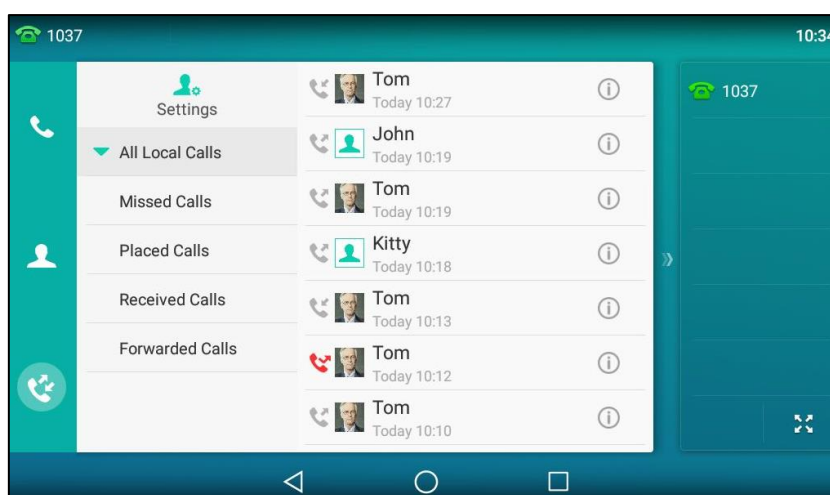 1037
10:34
Settings
All Local Calls
Missed Calls
Placed Calls
Received Calls
Forwarded Calls
Tom
Today 10:27
John
Today 10:19
Tom
Today 10:19
Kitty
Today 10:18
Tom
Today 10:13
Tom
Today 10:12
Tom
Today 10:10
1037